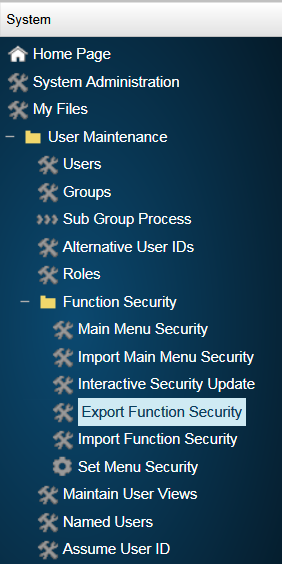 System
Home Page
System Administration
My Files
User Maintenance
Users
Groups
Sub Group Process
Alternative User IDs
Roles
Function Security
Main Menu Security
Import Main Menu Security
Interactive Security Update
Export Function Security
Import Function Security
Set Menu Security
Maintain User Views
Named Users
Assume User ID